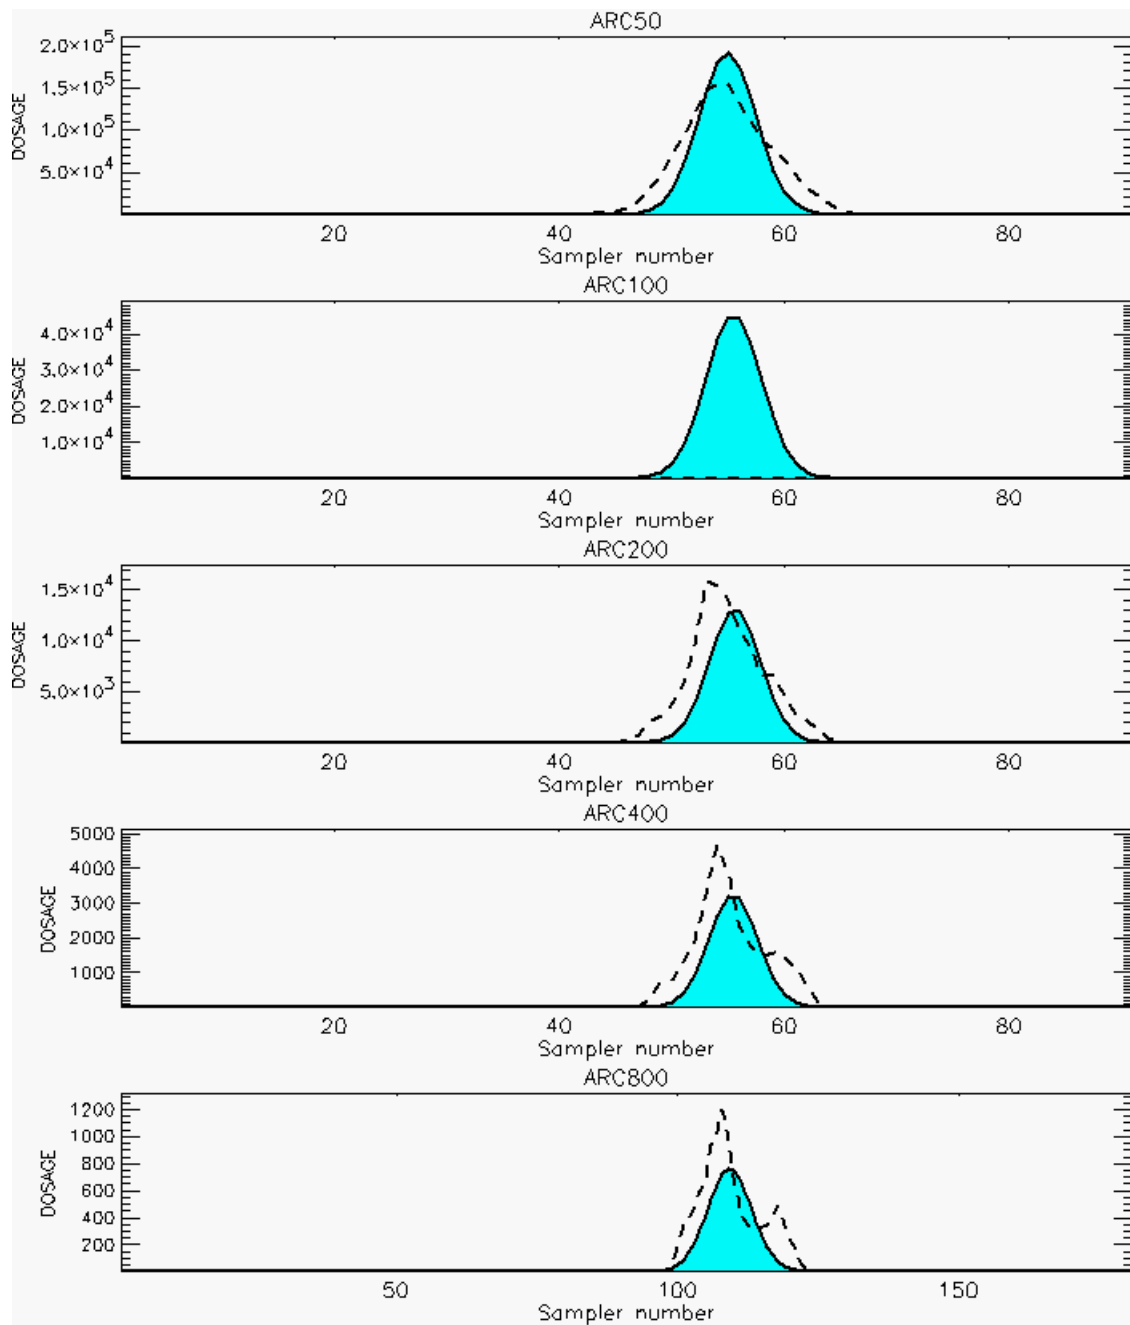 ARC50
2.0×10⁵
1.5×10⁵
1.0×10⁵
5.0×10⁴
DOSAGE
20 40 60 80
Sampler number
ARC100
4.0×10⁴
3.0×10⁴
2.0×10⁴
1.0×10⁴
DOSAGE
20 40 60 80
Sampler number
ARC200
1.5×10⁴
1.0×10⁴
5.0×10³
DOSAGE
20 40 60 80
Sampler number
ARC400
5000
4000
3000
2000
1000
DOSAGE
20 40 60 80
Sampler number
ARC800
1200
1000
800
600
400
200
DOSAGE
50 100 150
Sampler number